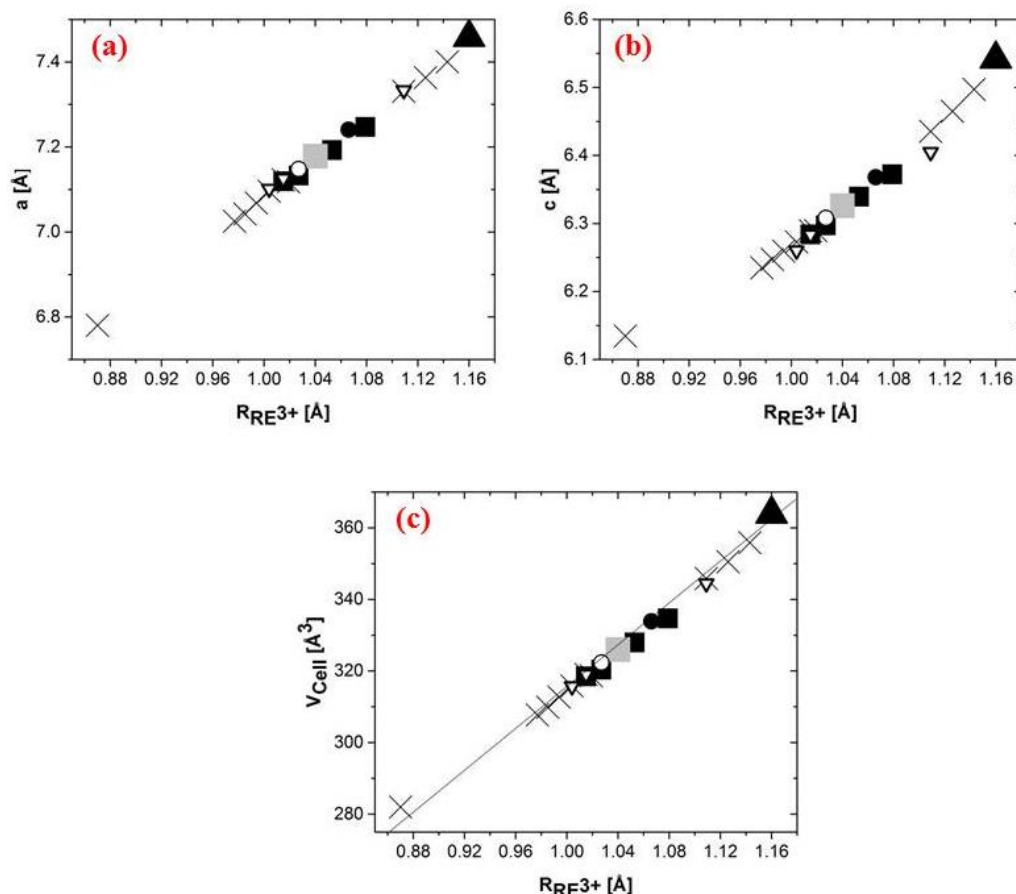 (a)
a [Å]
7.4
7.2
7.0
6.8
0.88 0.92 0.96 1.00 1.04 1.08 1.12 1.16
RRE3+ [Å]
(b)
c [Å]
6.6
6.5
6.4
6.3
6.2
6.1
0.88 0.92 0.96 1.00 1.04 1.08 1.12 1.16
RRE3+ [Å]
(c)
VCell [Å3]
360
340
320
300
280
0.88 0.92 0.96 1.00 1.04 1.08 1.12 1.16
RRE3+ [Å]